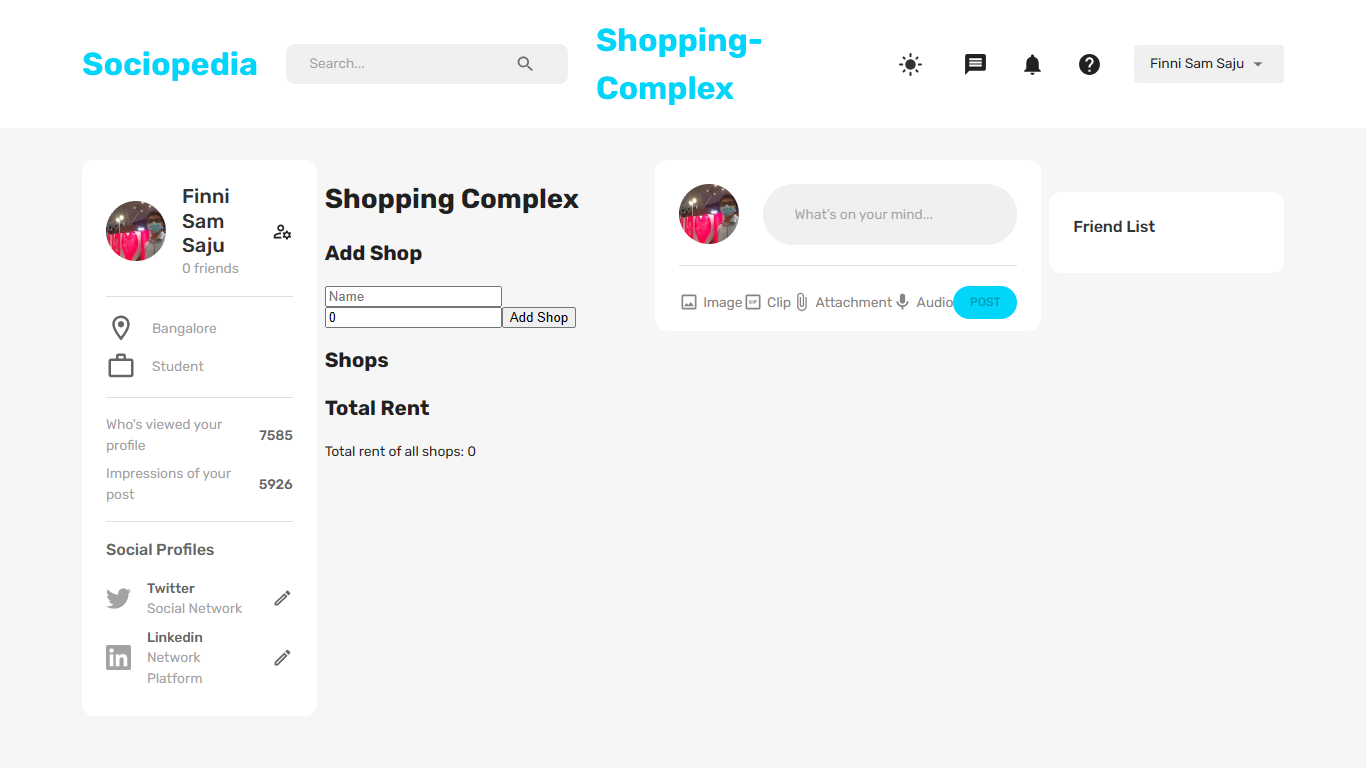 Sociopedia
Search...
Shopping-
Complex
Finni Sam Saju
Finni
Sam
Saju
0 friends
Bangalore
Student
Who's viewed your
profile
7585
Impressions of your
post
5926
Social Profiles
Twitter
Social Network
Linkedin
Network
Platform
Shopping Complex
Add Shop
Name
0
Add Shop
Shops
Total Rent
Total rent of all shops: 0
What's on your mind...
Image
GIF
Clip
Attachment
Audio
POST
Friend List